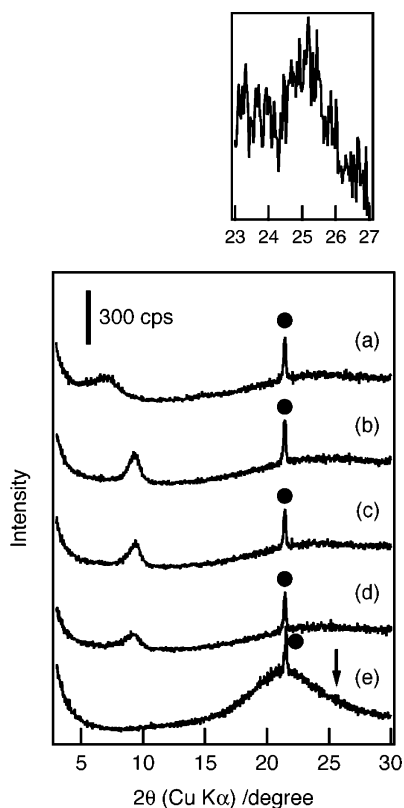 23 24 25 26 27
300 cps
(a)
(b)
(c)
(d)
(e)
Intensity
5 10 15 20 25 30
2θ (Cu Kα) /degree